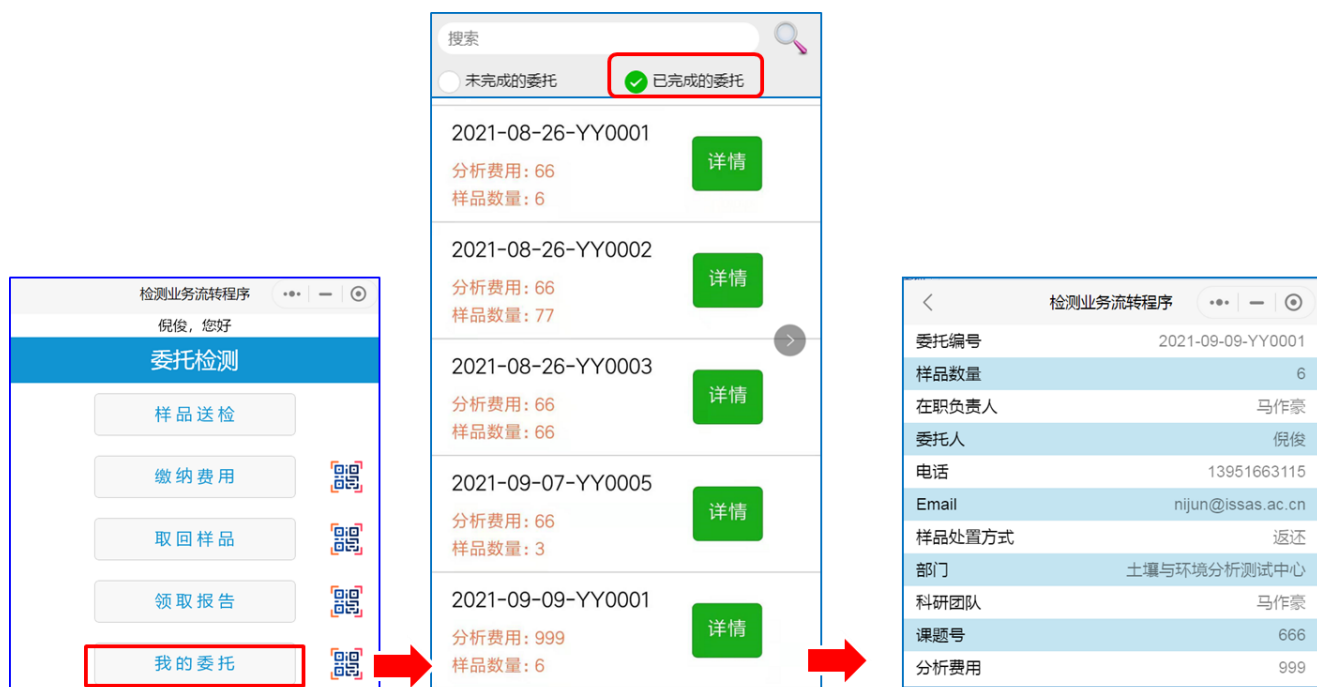 检测业务流转程序
倪俊，您好
委托检测
样品送检
缴纳费用
取回样品
领取报告
我的委托
搜索
未完成的委托
已完成的委托
2021-08-26-YY0001
详情
分析费用: 66
样品数量: 6
2021-08-26-YY0002
详情
分析费用: 66
样品数量: 77
2021-08-26-YY0003
详情
分析费用: 66
样品数量: 66
2021-09-07-YY0005
详情
分析费用: 66
样品数量: 3
2021-09-09-YY0001
详情
分析费用: 999
样品数量: 6
检测业务流转程序
委托编号 2021-09-09-YY0001
样品数量 6
在职负责人 马作豪
委托人 倪俊
电话 13951663115
Email nijun@issas.ac.cn
样品处置方式 返还
部门 土壤与环境分析测试中心
科研团队 马作豪
课题号 666
分析费用 999